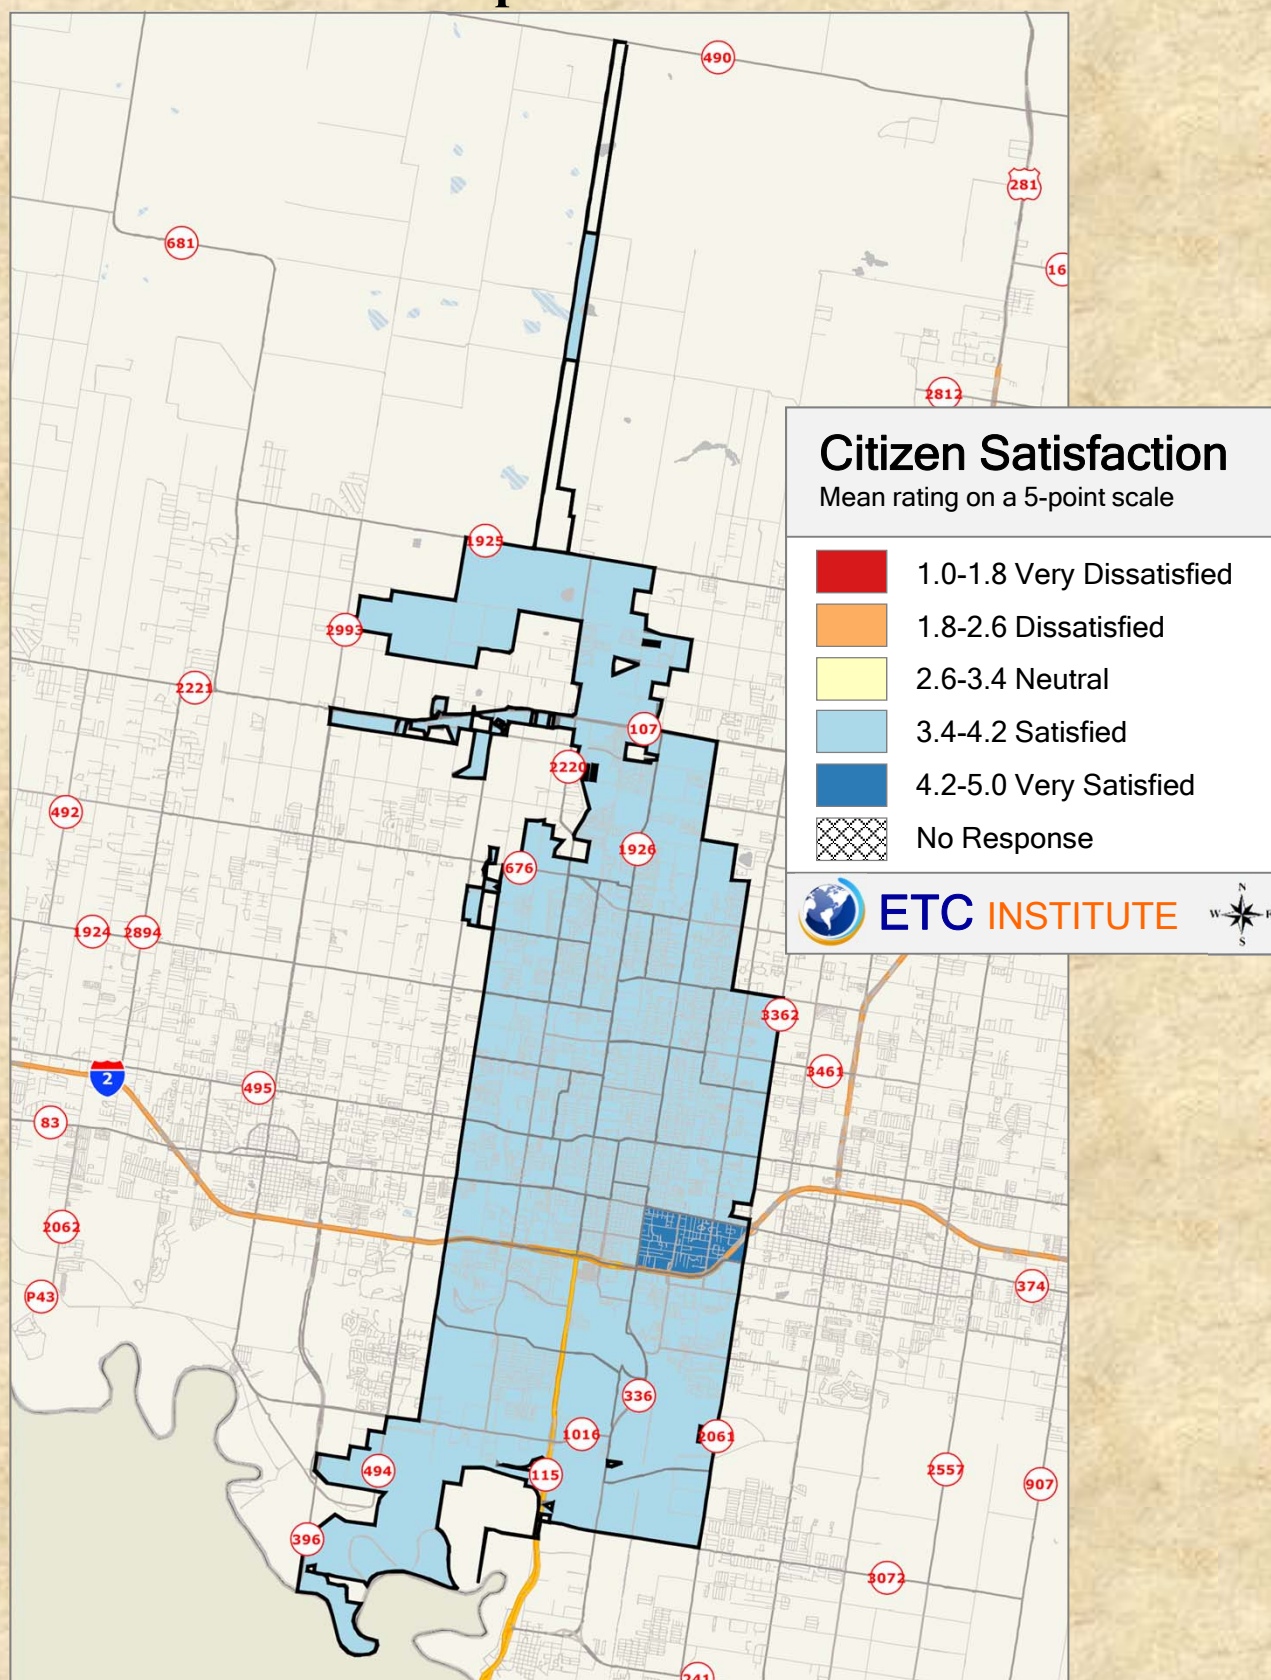 490
281
681
16
2812
Citizen Satisfaction
Mean rating on a 5-point scale
1.0-1.8 Very Dissatisfied
1.8-2.6 Dissatisfied
2.6-3.4 Neutral
3.4-4.2 Satisfied
4.2-5.0 Very Satisfied
No Response
ETC INSTITUTE
N
W
S
1925
2993
2221
107
2220
492
1926
676
1924
2894
3362
3461
2
495
83
2062
P43
374
336
1016
2061
494
115
2557
907
396
3072
241